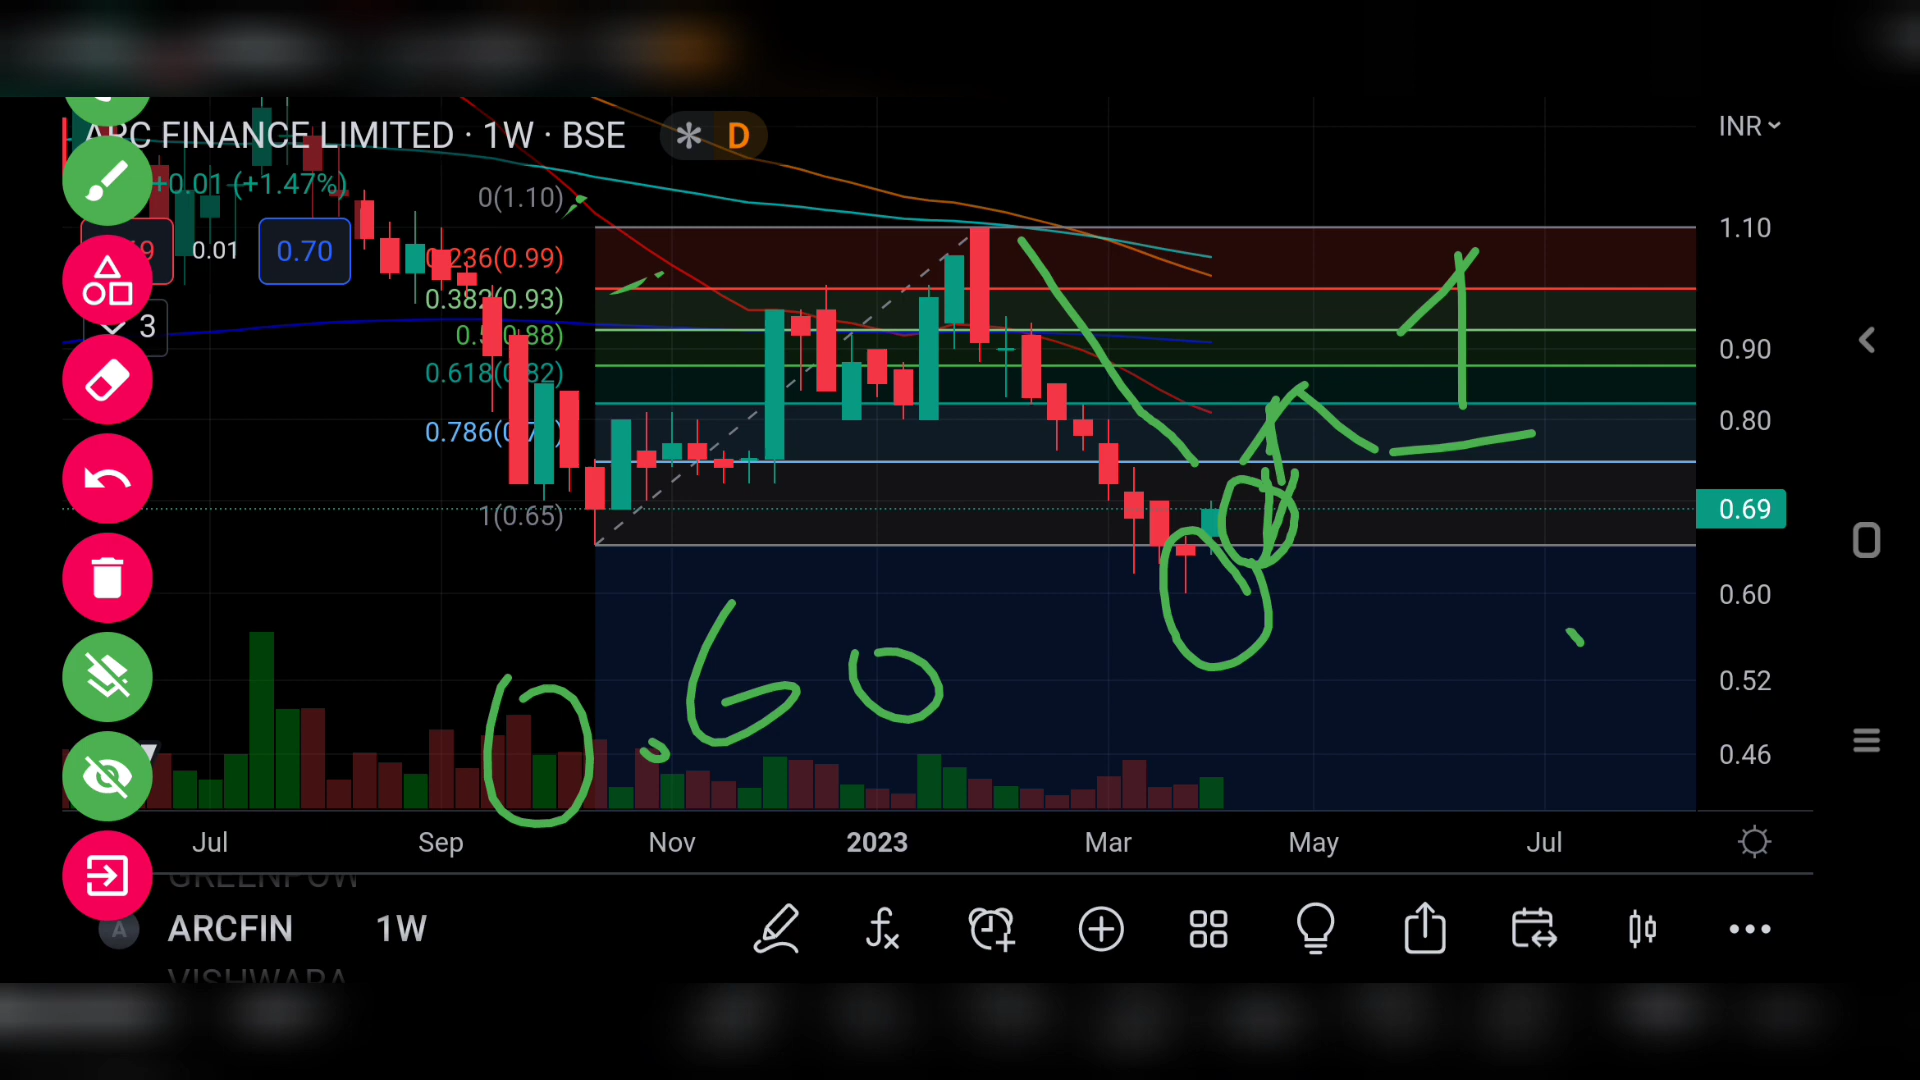 ARC FINANCE LIMITED · 1W · BSE
D
INR
+0.01 (+1.47%)
0(1.10)
1.10
0.01
0.70
0.236(0.99)
0.382(0.93)
3
0.90
0.618(0.82)
0.80
0.786(
1(0.65)
0.69
0.60
0.60
0.52
0.46
Jul
Sep
Nov
2023
Mar
May
Jul
GREENPOW
A
ARCFIN
1W
VISHWARA